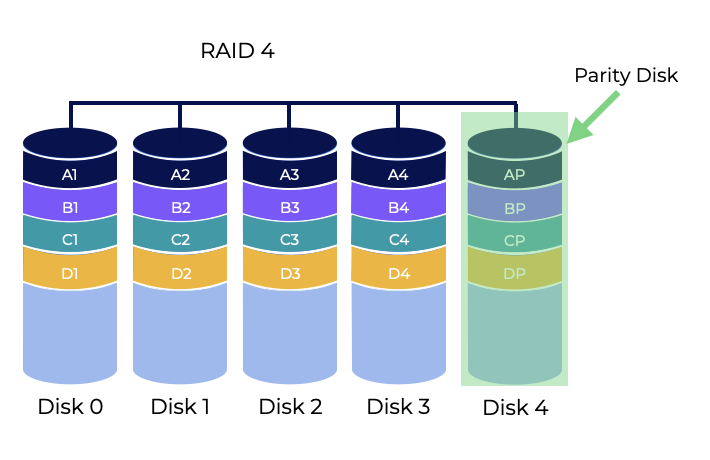 RAID 4
Parity Disk
A1 A2 A3 A4 AP
B1 B2 B3 B4 BP
C1 C2 C3 C4 CP
D1 D2 D3 D4 DP
Disk 0 Disk 1 Disk 2 Disk 3 Disk 4